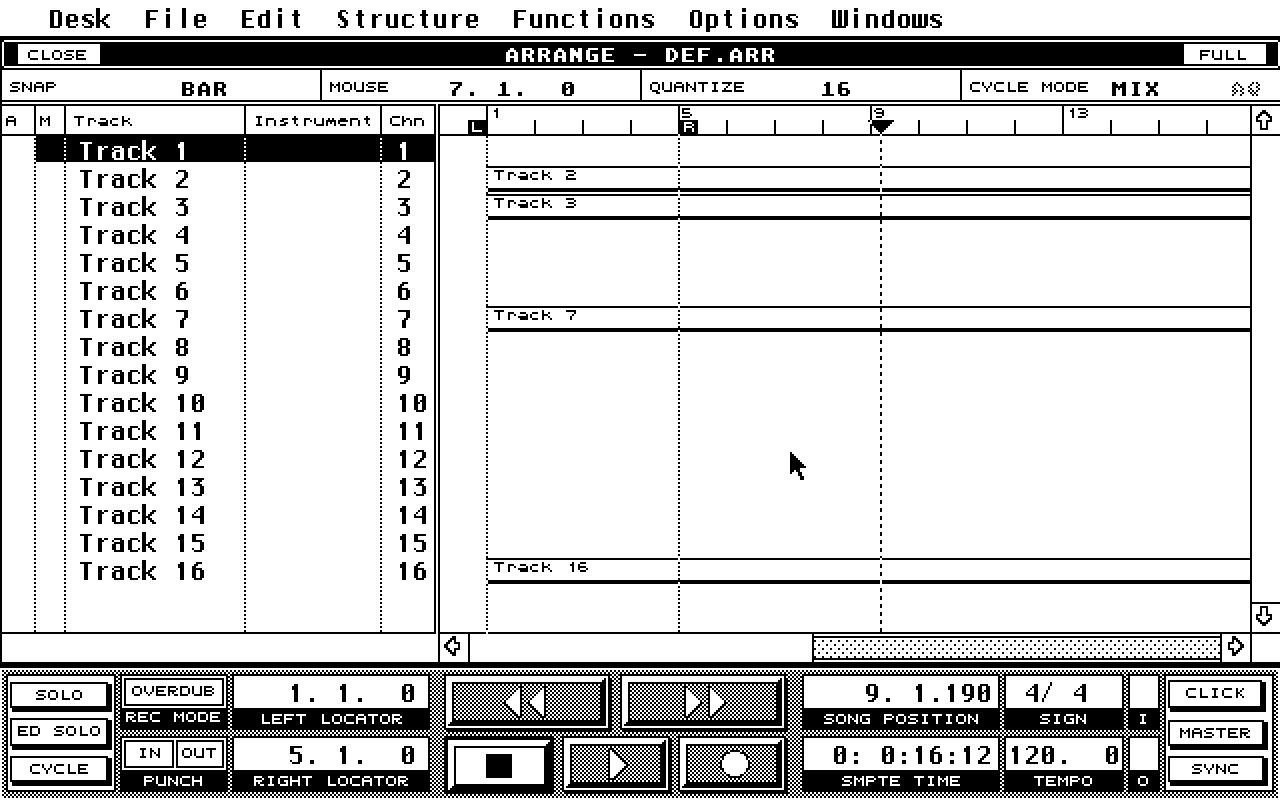 Desk File Edit Structure Functions Options Windows
CLOSE ARRANGE - DEF.ARR FULL
SNAP BAR MOUSE 7. 1. 0 QUANTIZE 16 CYCLE MODE MIX
A M Track Instrument Chn L 1 5 R 9 13
Track 1 1
Track 2 2 Track 2
Track 3 3 Track 3
Track 4 4
Track 5 5
Track 6 6
Track 7 7 Track 7
Track 8 8
Track 9 9
Track 10 10
Track 11 11
Track 12 12
Track 13 13
Track 14 14
Track 15 15
Track 16 16 Track 16
SOLO OVERDUB 1. 1. 0 9. 1.190 4/ 4 CLICK
REC MODE LEFT LOCATOR SONG POSITION SIGN I
ED SOLO MASTER
IN OUT 5. 1. 0 0: 0:16:12 120. 0
CYCLE PUNCH RIGHT LOCATOR SMPTE TIME TEMPO O SYNC